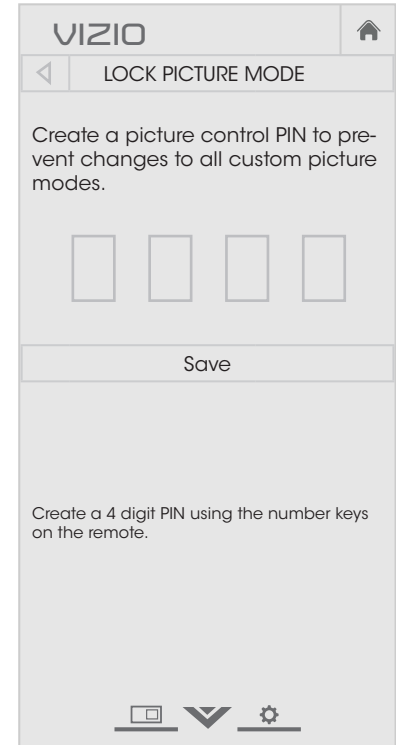 VIZIO
LOCK PICTURE MODE
Create a picture control PIN to pre-
vent changes to all custom picture
modes.
Save
Create a 4 digit PIN using the number keys
on the remote.